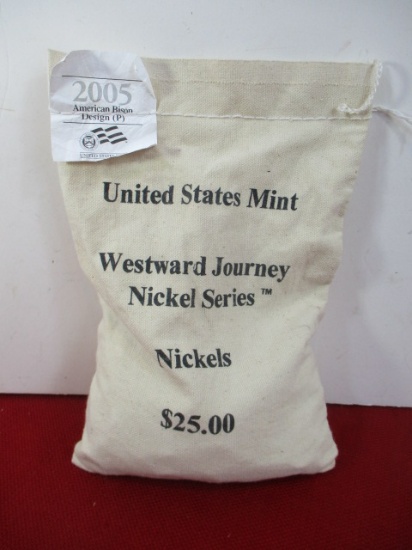 2005
American Bison
Design (P)
United States Mint
Westward Journey
Nickel Series™
Nickels
$25.00